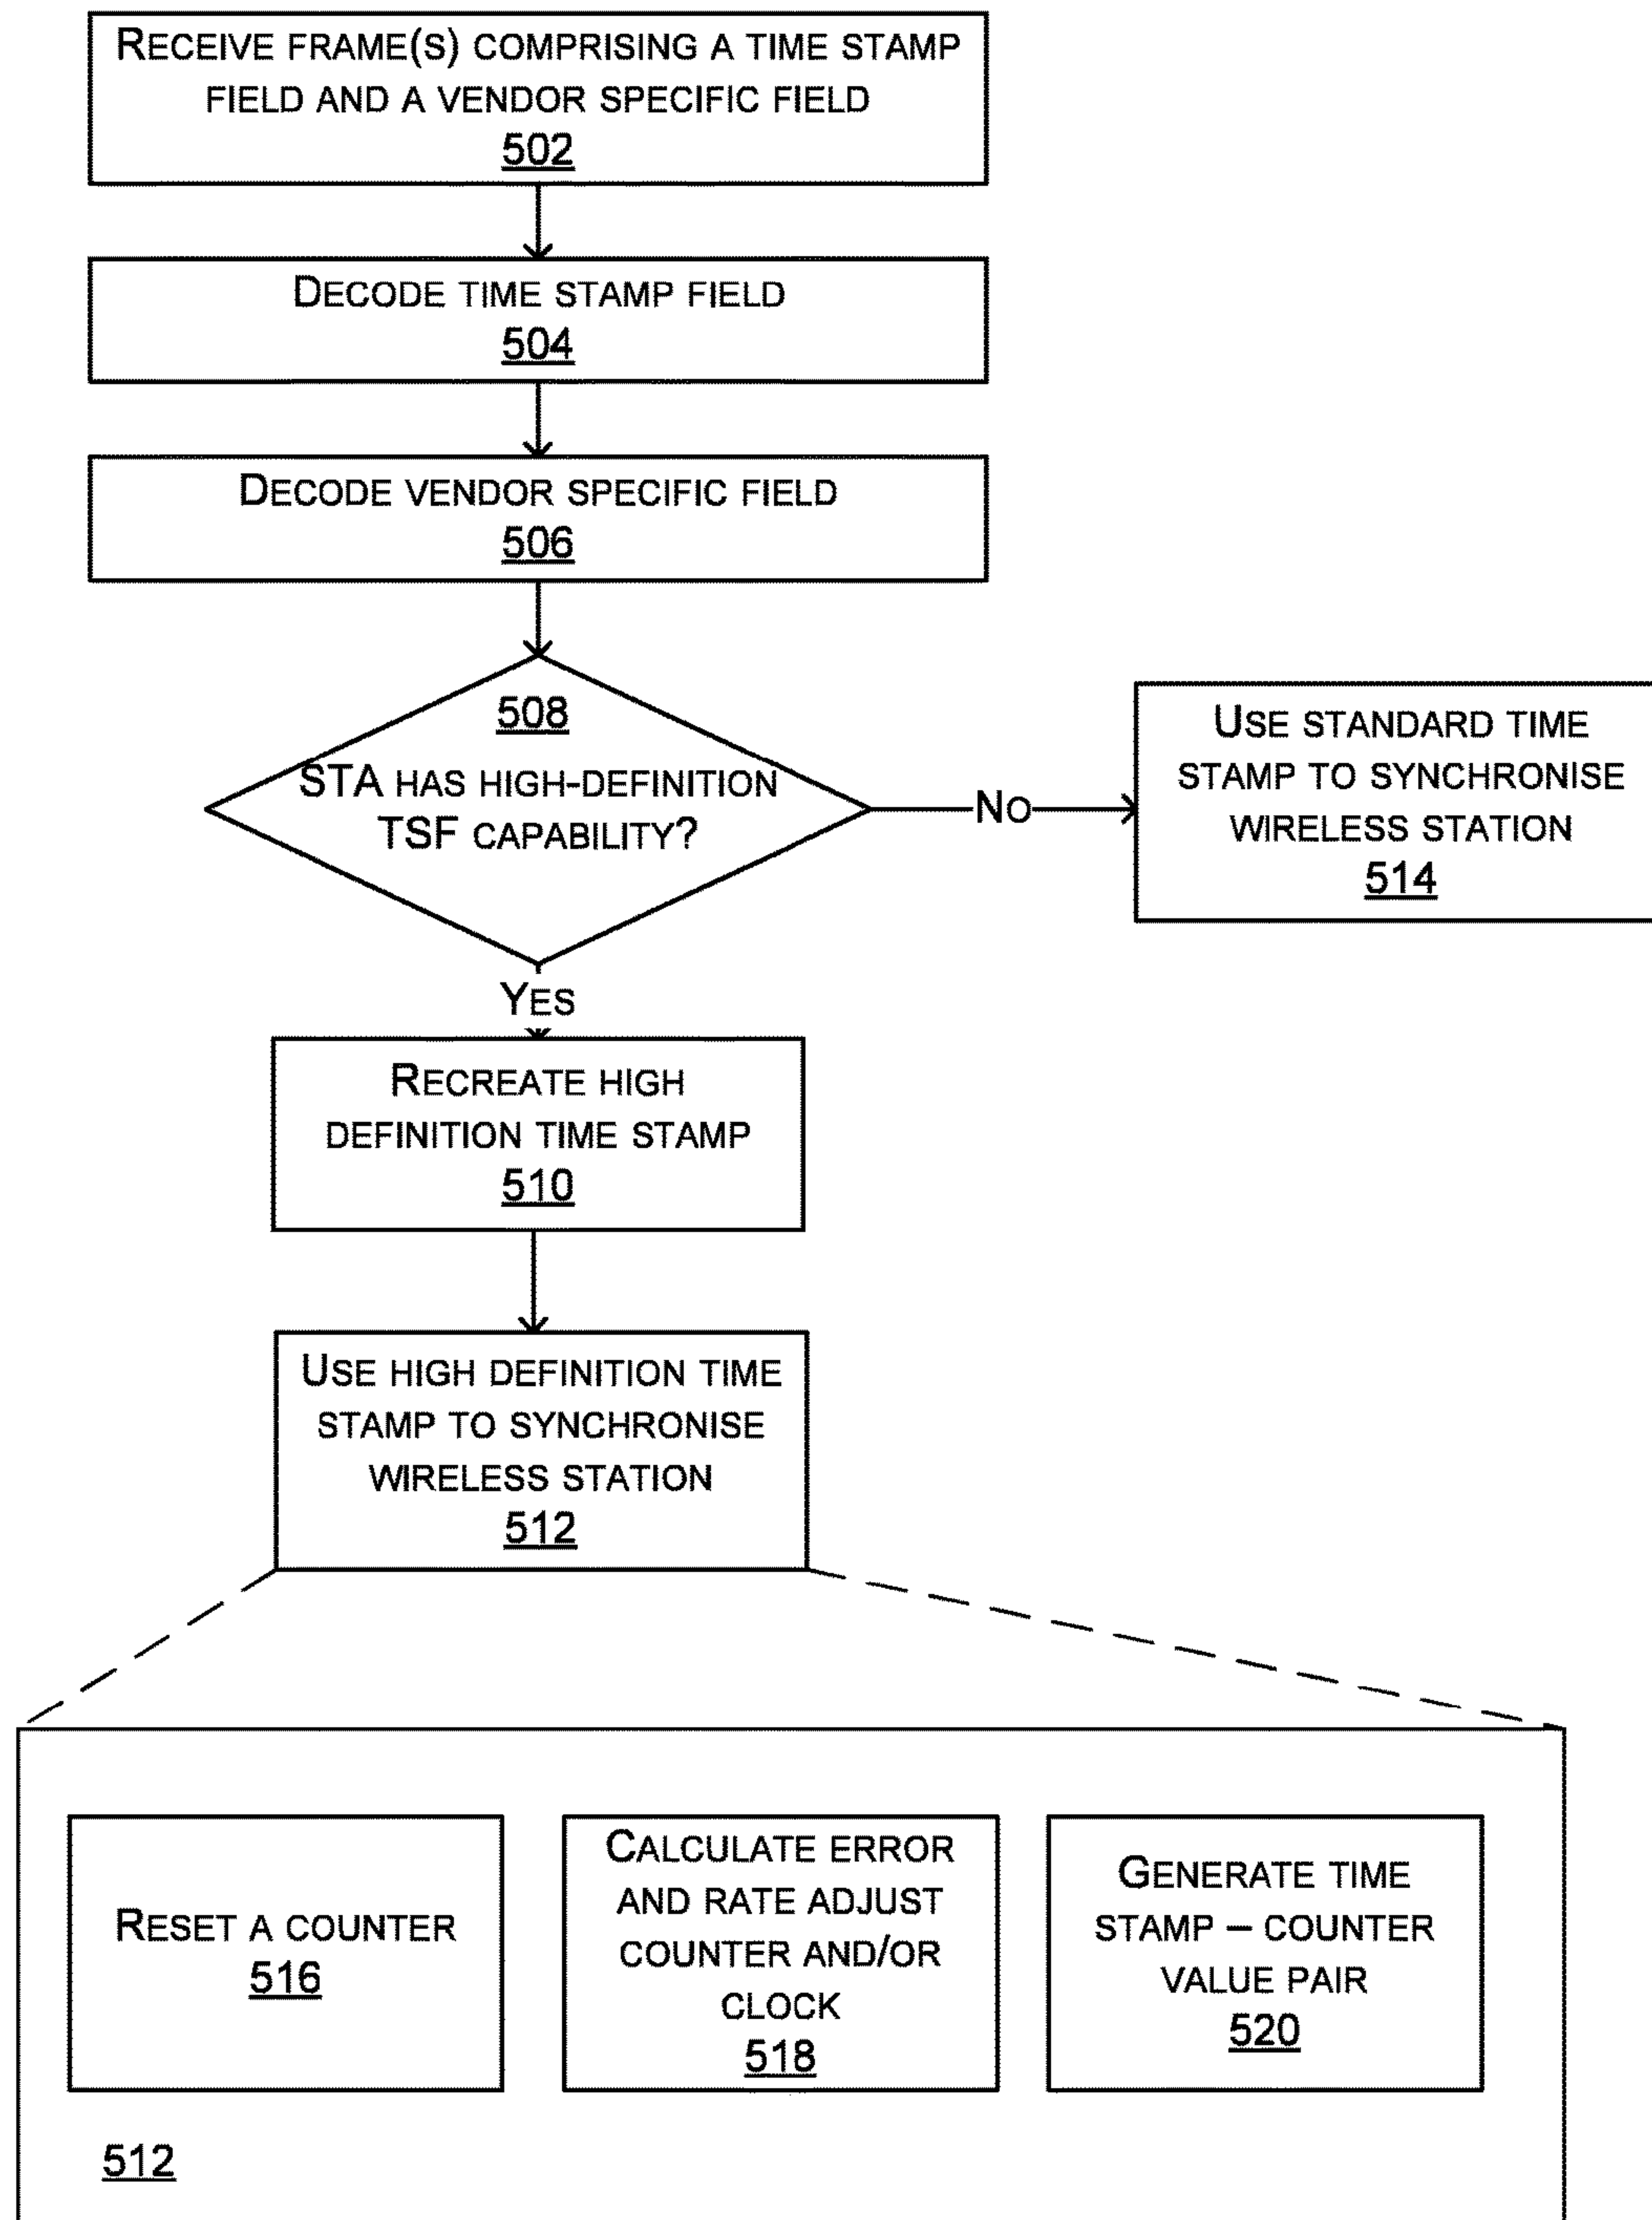 RECEIVE FRAME(S) COMPRISING A TIME STAMP
FIELD AND A VENDOR SPECIFIC FIELD
502
DECODE TIME STAMP FIELD
504
DECODE VENDOR SPECIFIC FIELD
506
508
STA HAS HIGH-DEFINITION
TSF CAPABILITY?
NO
USE STANDARD TIME
STAMP TO SYNCHRONISE
WIRELESS STATION
514
YES
RECREATE HIGH
DEFINITION TIME STAMP
510
USE HIGH DEFINITION TIME
STAMP TO SYNCHRONISE
WIRELESS STATION
512
RESET A COUNTER
516
CALCULATE ERROR
AND RATE ADJUST
COUNTER AND/OR
CLOCK
518
GENERATE TIME
STAMP – COUNTER
VALUE PAIR
520
512